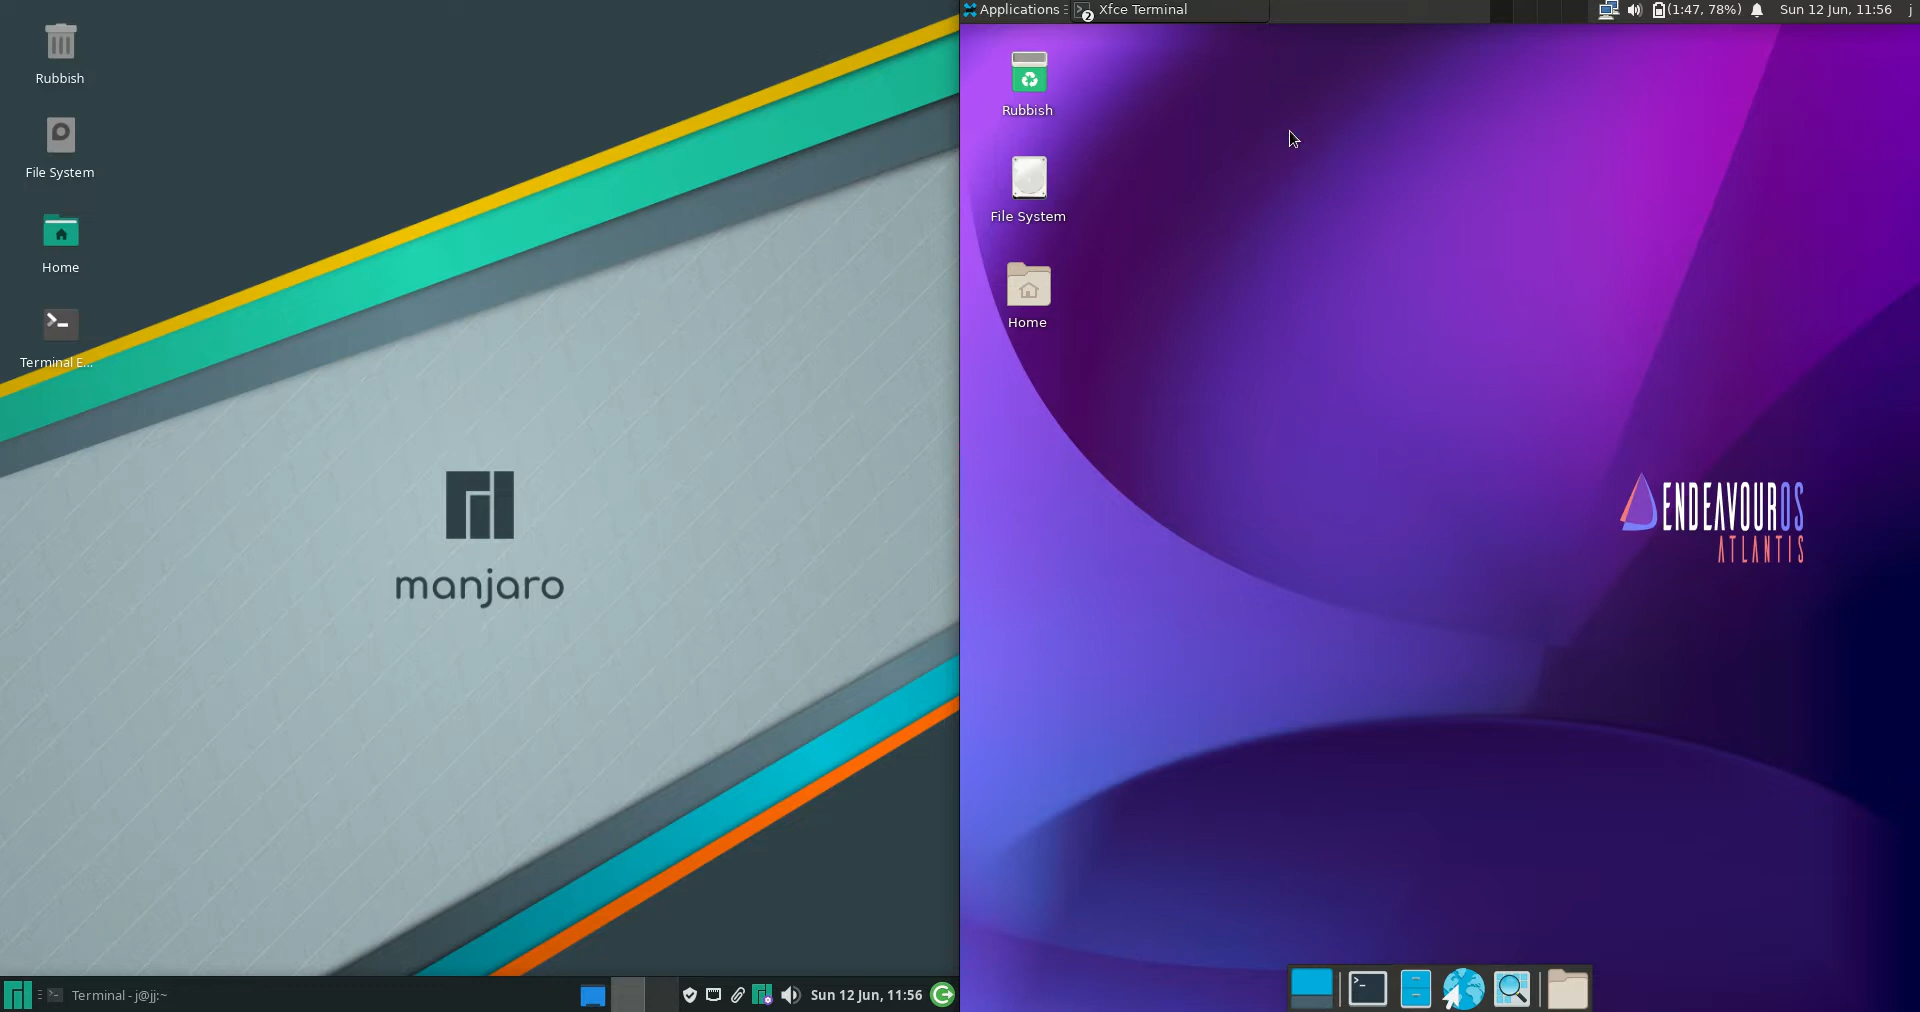 Rubbish
File System
Home
Terminal E...
manjaro
Terminal - j@jj:~
Sun 12 Jun, 11:56
Applications
2
Xfce Terminal
(1:47, 78%)
Sun 12 Jun, 11:56
j
Rubbish
File System
Home
ENDEAVOUROS
ATLANTIS